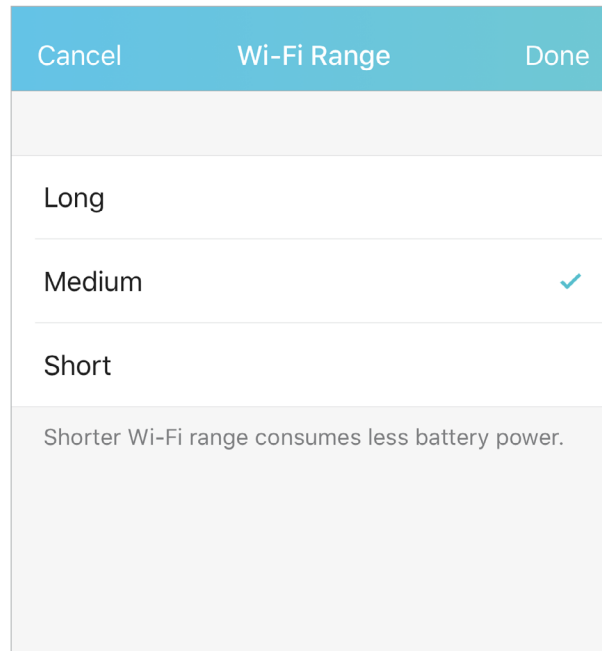 Cancel Wi-Fi Range Done
Long
Medium
Short
Shorter Wi-Fi range consumes less battery power.